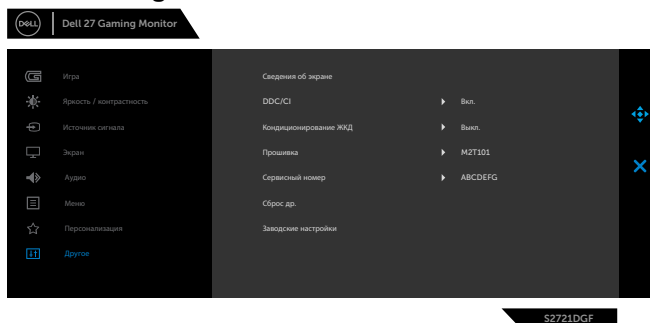 DELL
Dell 27 Gaming Monitor
Игра
Сведения об экране
Яркость / контрастность
DDC/CI
Вкл.
Источник сигнала
Кондиционирование ЖКД
Выкл.
Экран
Прошивка
M2T101
Аудио
Сервисный номер
ABCDEFG
Меню
Сброс др.
Персонализация
Заводские настройки
Другое
S2721DGF